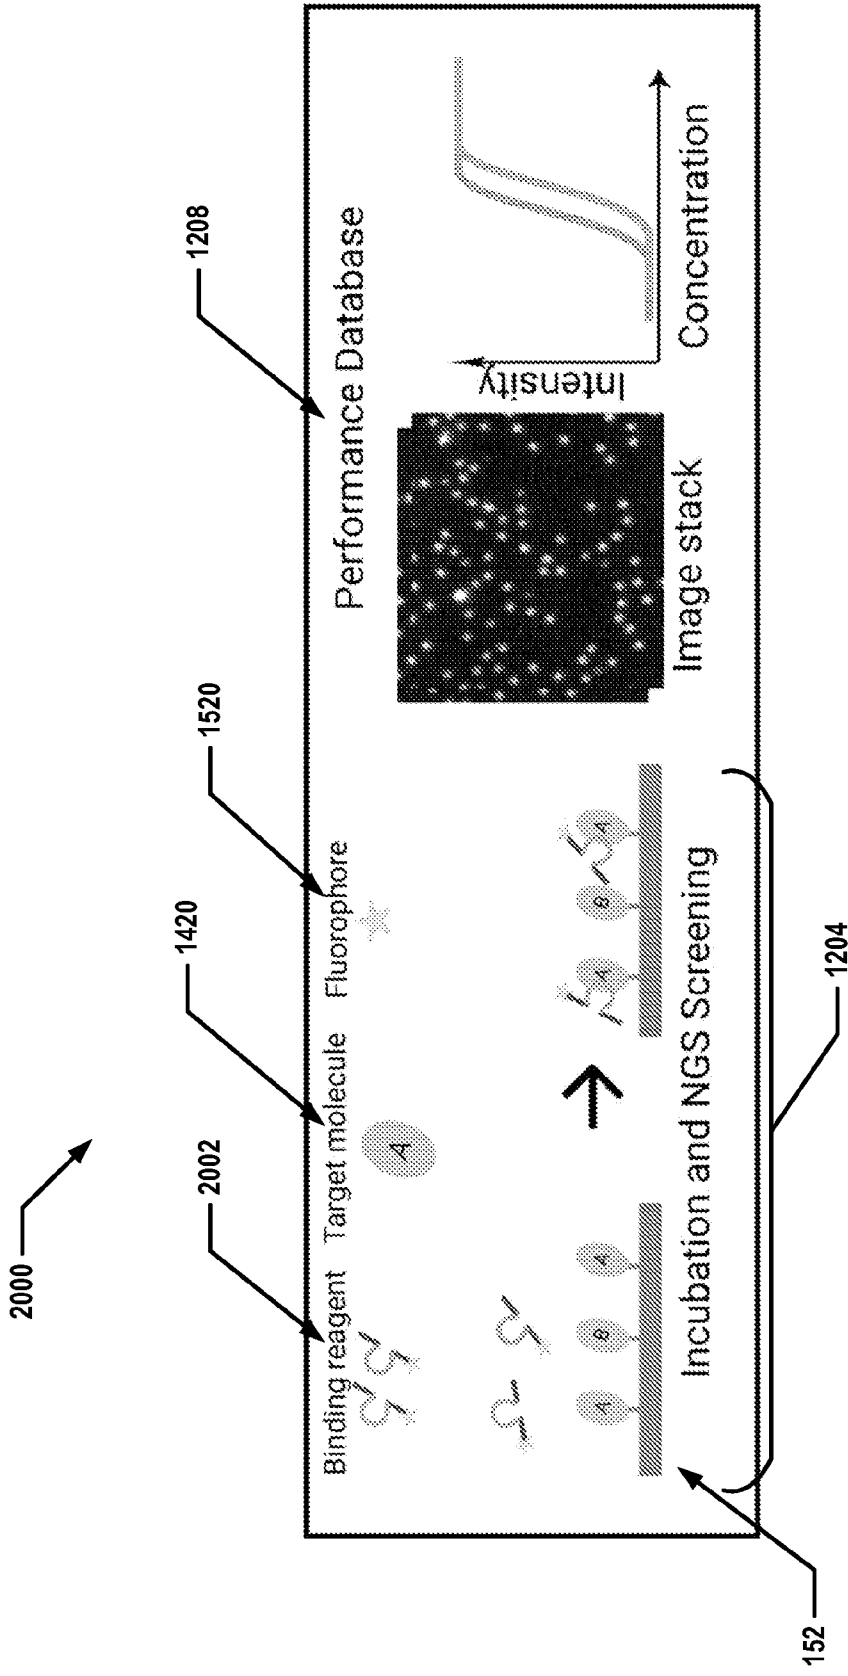 2000
2002
1420
1520
1208
Binding reagent
Target molecule
Fluorophore
Performance Database
A
A
B
A
A
B
A
Intensity
Concentration
Image stack
Incubation and NGS Screening
152
1204